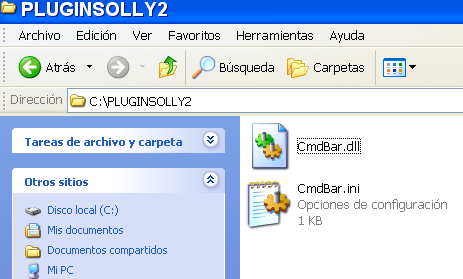 PLUGINSOLLY2
Archivo Edición Ver Favoritos Herramientas Ayuda
Atrás Búsqueda Carpetas
Dirección C:\PLUGINSOLLY2
Tareas de archivo y carpeta
Otros sitios
Disco local (C:)
Mis documentos
Documentos compartidos
Mi PC
CmdBar.dll
CmdBar.ini
Opciones de configuración
1 KB